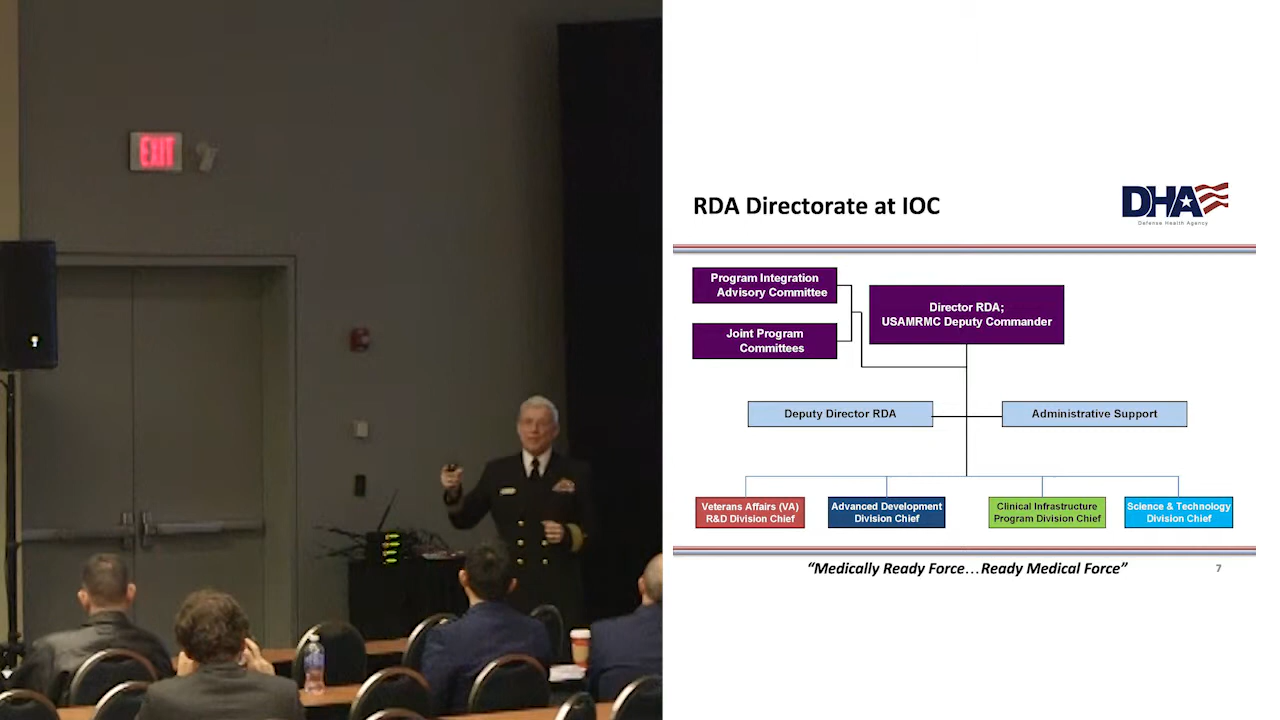 EXIT
RDA Directorate at IOC
DHA
Defense Health Agency
Program Integration
Advisory Committee
Director RDA;
USAMRMC Deputy Commander
Joint Program
Committees
Deputy Director RDA
Administrative Support
Veterans Affairs (VA)
R&D Division Chief
Advanced Development
Division Chief
Clinical Infrastructure
Program Division Chief
Science & Technology
Division Chief
“Medically Ready Force…Ready Medical Force”
7